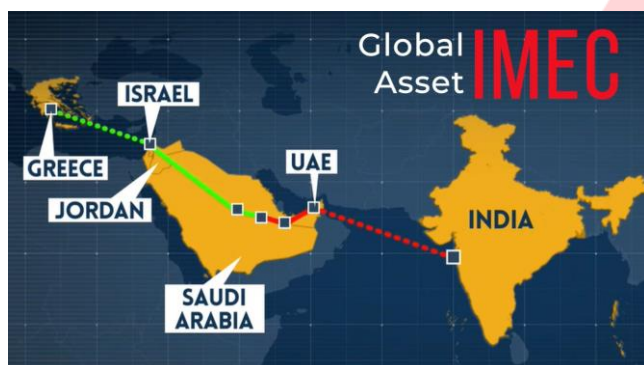 Global
Asset
IMEC
ISRAEL
GREECE
JORDAN
UAE
INDIA
SAUDI
ARABIA